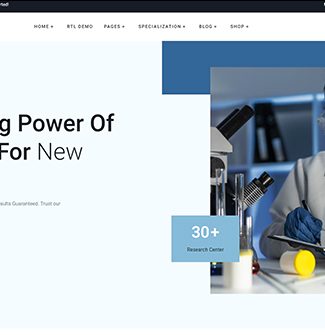 rted!
HOME + RTL DEMO PAGES + SPECIALIZATION + BLOG + SHOP +
g Power Of
For New
sults Guaranteed. Trust our
30+
Research Center